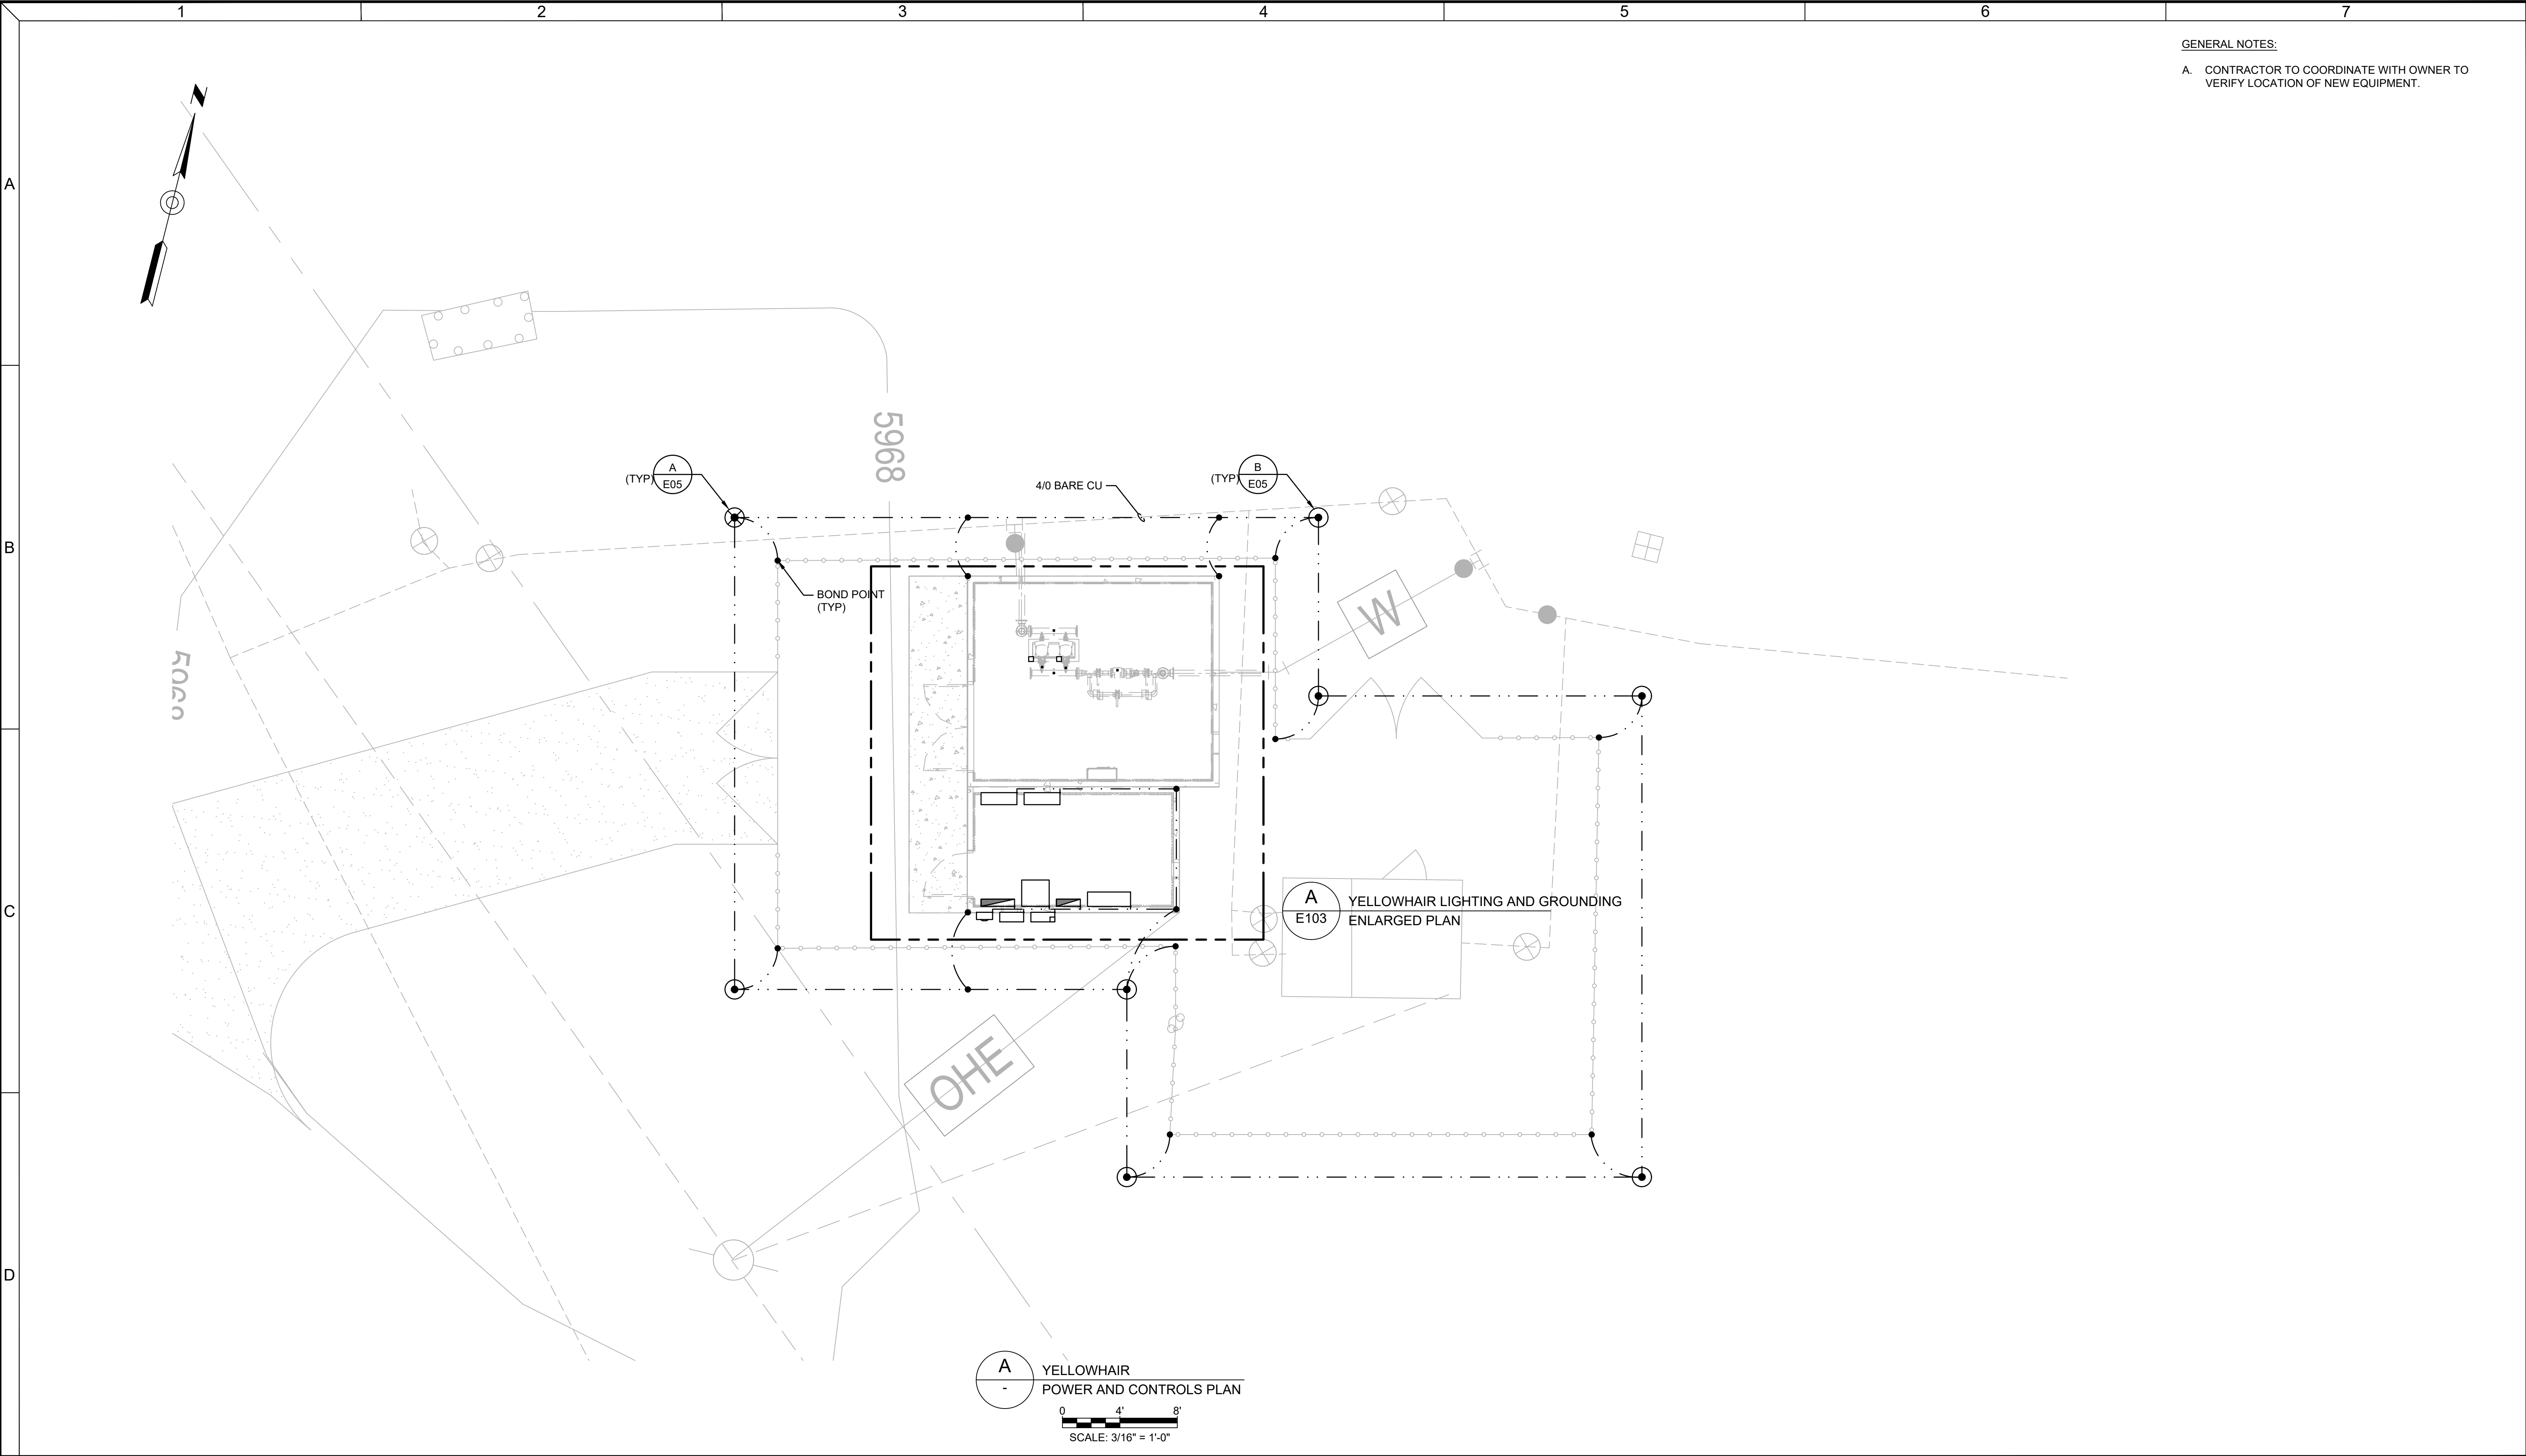 1
2
3
4
5
6
7
GENERAL NOTES:
A. CONTRACTOR TO COORDINATE WITH OWNER TO
VERIFY LOCATION OF NEW EQUIPMENT.
N
A
B
C
D
5968
(TYP)
A
E05
4/0 BARE CU
(TYP)
B
E05
BOND POINT
(TYP)
W
A
E103
YELLOWHAIR LIGHTING AND GROUNDING
ENLARGED PLAN
OHE
A
-
YELLOWHAIR
POWER AND CONTROLS PLAN
0 4' 8'
SCALE: 3/16" = 1'-0"